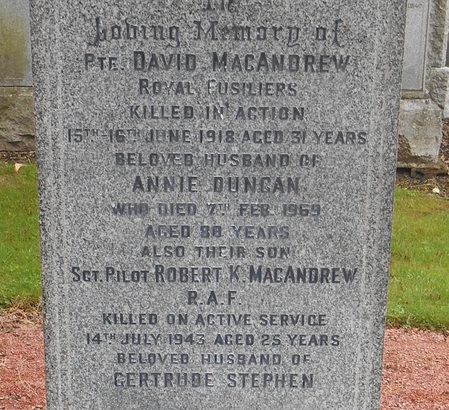 In
Loving Memory of
PTE. DAVID MACANDREW
ROYAL FUSILIERS
KILLED IN ACTION
15TH-16TH JUNE 1918 AGED 31 YEARS
BELOVED HUSBAND OF
ANNIE DUNCAN
WHO DIED 7TH FEB. 1969
AGED 88 YEARS
ALSO THEIR SON
SGT. PILOT ROBERT K. MACANDREW
R.A.F.
KILLED ON ACTIVE SERVICE
14TH JULY 1943 AGED 25 YEARS
BELOVED HUSBAND OF
GERTRUDE STEPHEN